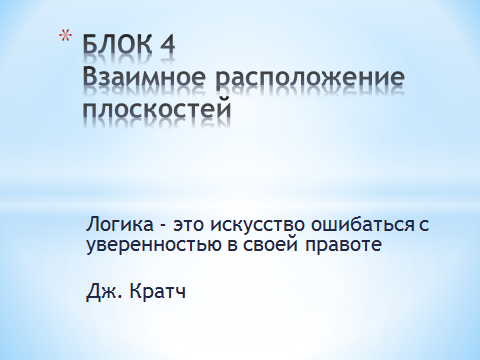 * БЛОК 4
Взаимное расположение
плоскостей
Логика - это искусство ошибаться с
уверенностью в своей правоте
Дж. Кратч